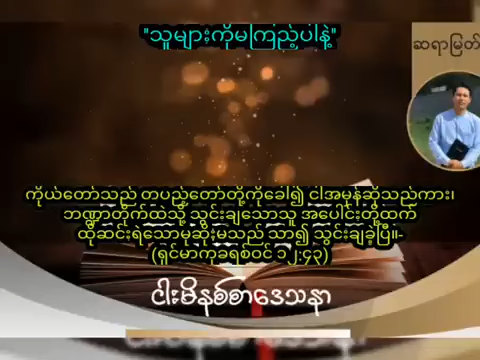 "သူများကိုမကြည့်ပါနဲ့"
ဆရာမြတ်
ကိုယ်တော်သည် တပည့်တော်တို့ကိုခေါ်၍ ငါအမှန်ဆိုသည်ကား၊
ဘဏ္ဍာတိုက်ထဲသို့ သွင်းချသောသူ အပေါင်းတို့ထက်
ထိုဆင်းရဲသောမုဆိုးမသည် သာ၍ သွင်းချခဲ့ပြီ။-
(ရှင်မာကုခရစ်ဝင် ၁၂:၄၃)
ငါးမိနစ်စာဒေသနာ